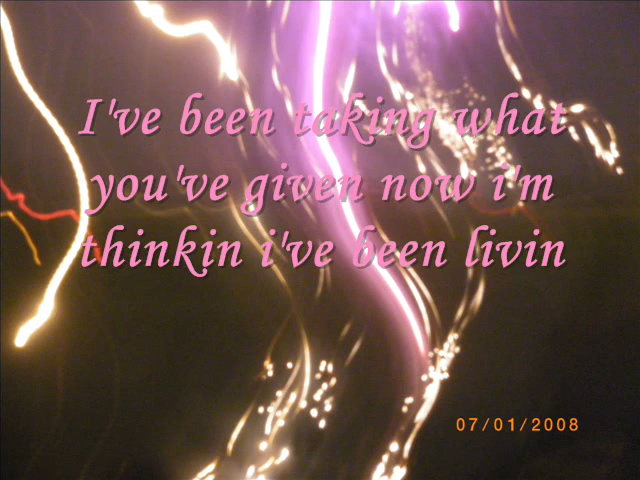 I've been taking what
you've given now i'm
thinkin i've been livin
07/01/2008